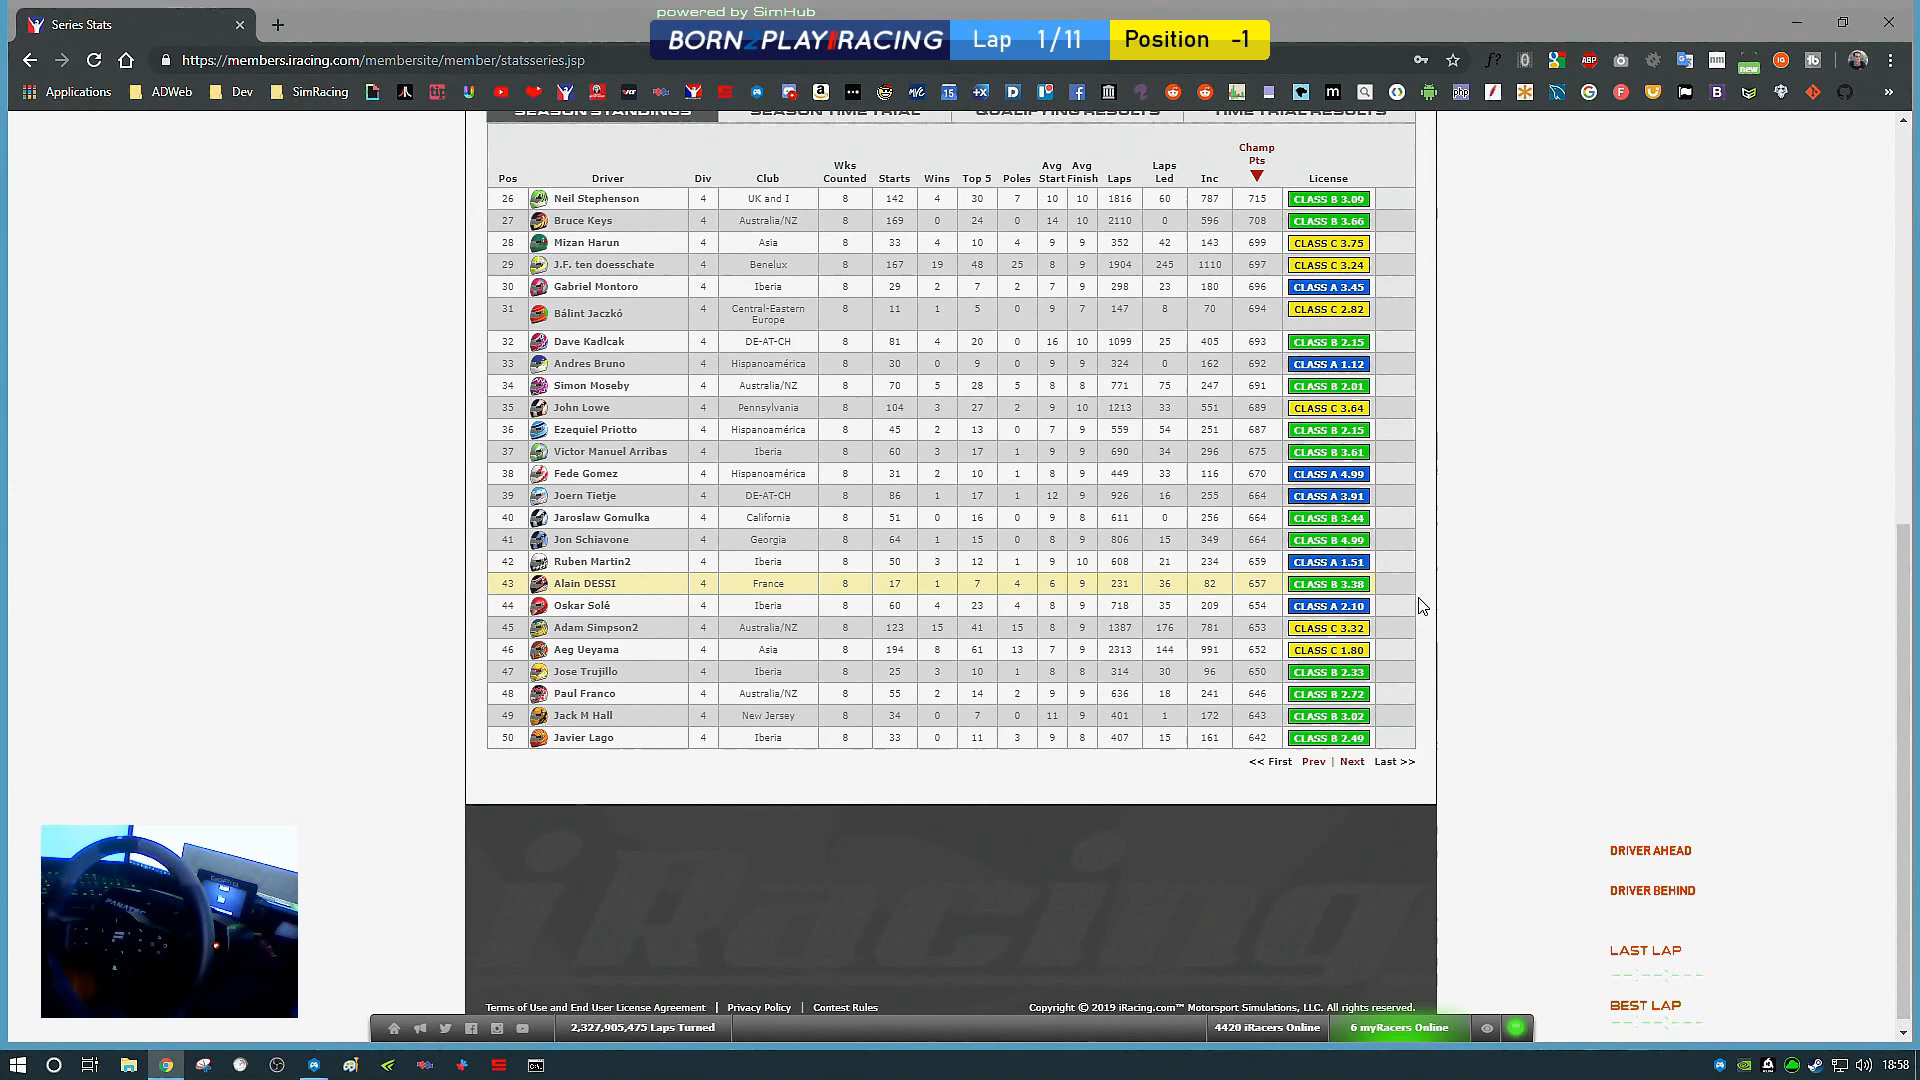 Series Stats
powered by SimHub
BORN2PLAY//RACING Lap 1/11 Position -1
https://members.iracing.com/membersite/member/statsseries.jsp
Applications ADWeb Dev SimRacing
SEASON STANDINGS SEASON TIME TRIAL QUALIFYING RESULTS TIME TRIAL RESULTS
Pos Driver Div Club Wks Counted Starts Wins Top 5 Poles Avg Start Avg Finish Laps Laps Led Inc Champ Pts License
26 Neil Stephenson 4 UK and I 8 142 4 30 7 10 10 1816 60 787 715 CLASS B 3.09
27 Bruce Keys 4 Australia/NZ 8 169 0 24 0 14 10 2110 0 596 708 CLASS B 3.66
28 Mizan Harun 4 Asia 8 33 4 10 4 9 9 352 42 143 699 CLASS C 3.75
29 J.F. ten doesschate 4 Benelux 8 167 19 48 25 8 9 1904 245 1110 697 CLASS C 3.24
30 Gabriel Montoro 4 Iberia 8 29 2 7 2 7 9 298 23 180 696 CLASS A 3.45
31 Bálint Jaczkó 4 Central-Eastern Europe 8 11 1 5 0 9 7 147 8 70 694 CLASS C 2.82
32 Dave Kadlcak 4 DE-AT-CH 8 81 4 20 0 16 10 1099 25 405 693 CLASS B 2.15
33 Andres Bruno 4 Hispanoamérica 8 30 0 9 0 9 9 324 0 162 692 CLASS A 1.12
34 Simon Moseby 4 Australia/NZ 8 70 5 28 5 8 8 771 75 247 691 CLASS B 2.01
35 John Lowe 4 Pennsylvania 8 104 3 27 2 9 10 1213 33 551 689 CLASS C 3.64
36 Ezequiel Priotto 4 Hispanoamérica 8 45 2 13 0 7 9 559 54 251 687 CLASS B 2.15
37 Victor Manuel Arribas 4 Iberia 8 60 3 17 1 9 9 690 34 296 675 CLASS B 3.61
38 Fede Gomez 4 Hispanoamérica 8 31 2 10 1 8 9 449 33 116 670 CLASS A 4.99
39 Joern Tietje 4 DE-AT-CH 8 86 1 17 1 12 9 926 16 255 664 CLASS A 3.91
40 Jaroslaw Gomulka 4 California 8 51 0 16 0 9 8 611 0 256 664 CLASS B 3.44
41 Jon Schiavone 4 Georgia 8 64 1 15 0 8 9 806 15 349 664 CLASS B 4.99
42 Ruben Martin2 4 Iberia 8 50 3 12 1 9 10 608 21 234 659 CLASS A 1.51
43 Alain DESSI 4 France 8 17 1 7 4 6 9 231 36 82 657 CLASS B 3.38
44 Oskar Solé 4 Iberia 8 60 4 23 4 8 9 718 35 209 654 CLASS A 2.10
45 Adam Simpson2 4 Australia/NZ 8 123 15 41 15 8 9 1387 176 781 653 CLASS C 3.32
46 Aeg Ueyama 4 Asia 8 194 8 61 13 7 9 2313 144 991 652 CLASS C 1.80
47 Jose Trujillo 4 Iberia 8 25 3 10 1 8 8 314 30 96 650 CLASS B 2.33
48 Paul Franco 4 Australia/NZ 8 55 2 14 2 9 9 636 18 241 646 CLASS B 2.72
49 Jack M Hall 4 New Jersey 8 34 0 7 0 11 9 401 1 172 643 CLASS B 3.02
50 Javier Lago 4 Iberia 8 33 0 11 3 9 8 407 15 161 642 CLASS B 2.49
<< First Prev | Next Last >>
iRacing
GoPro
FANATEC
DRIVER AHEAD
DRIVER BEHIND
LAST LAP
BEST LAP
Terms of Use and End User License Agreement | Privacy Policy | Contest Rules
Copyright © 2019 iRacing.com™ Motorsport Simulations, LLC. All rights reserved.
2,327,905,475 Laps Turned
4420 iRacers Online
6 myRacers Online
18:58